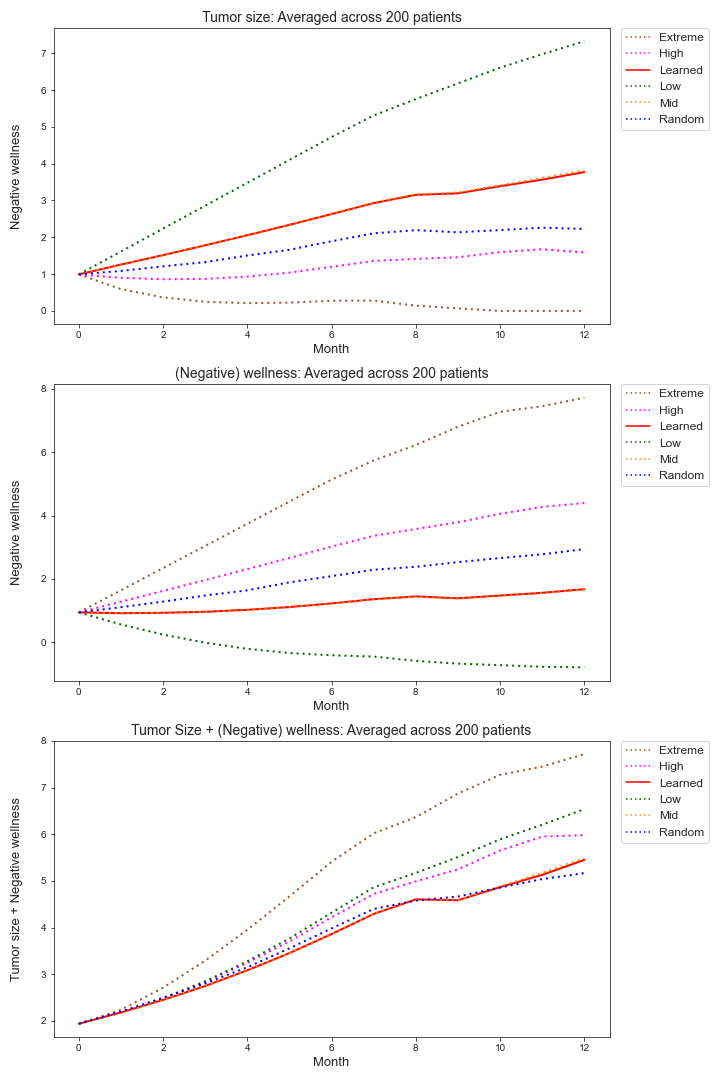 Tumor size: Averaged across 200 patients
Negative wellness
7
6
5
4
3
2
1
0
0 2 4 6 8 10 12
Month
Extreme
High
Learned
Low
Mid
Random
(Negative) wellness: Averaged across 200 patients
Negative wellness
8
6
4
2
0
0 2 4 6 8 10 12
Month
Extreme
High
Learned
Low
Mid
Random
Tumor Size + (Negative) wellness: Averaged across 200 patients
Tumor size + Negative wellness
8
7
6
5
4
3
2
0 2 4 6 8 10 12
Month
Extreme
High
Learned
Low
Mid
Random